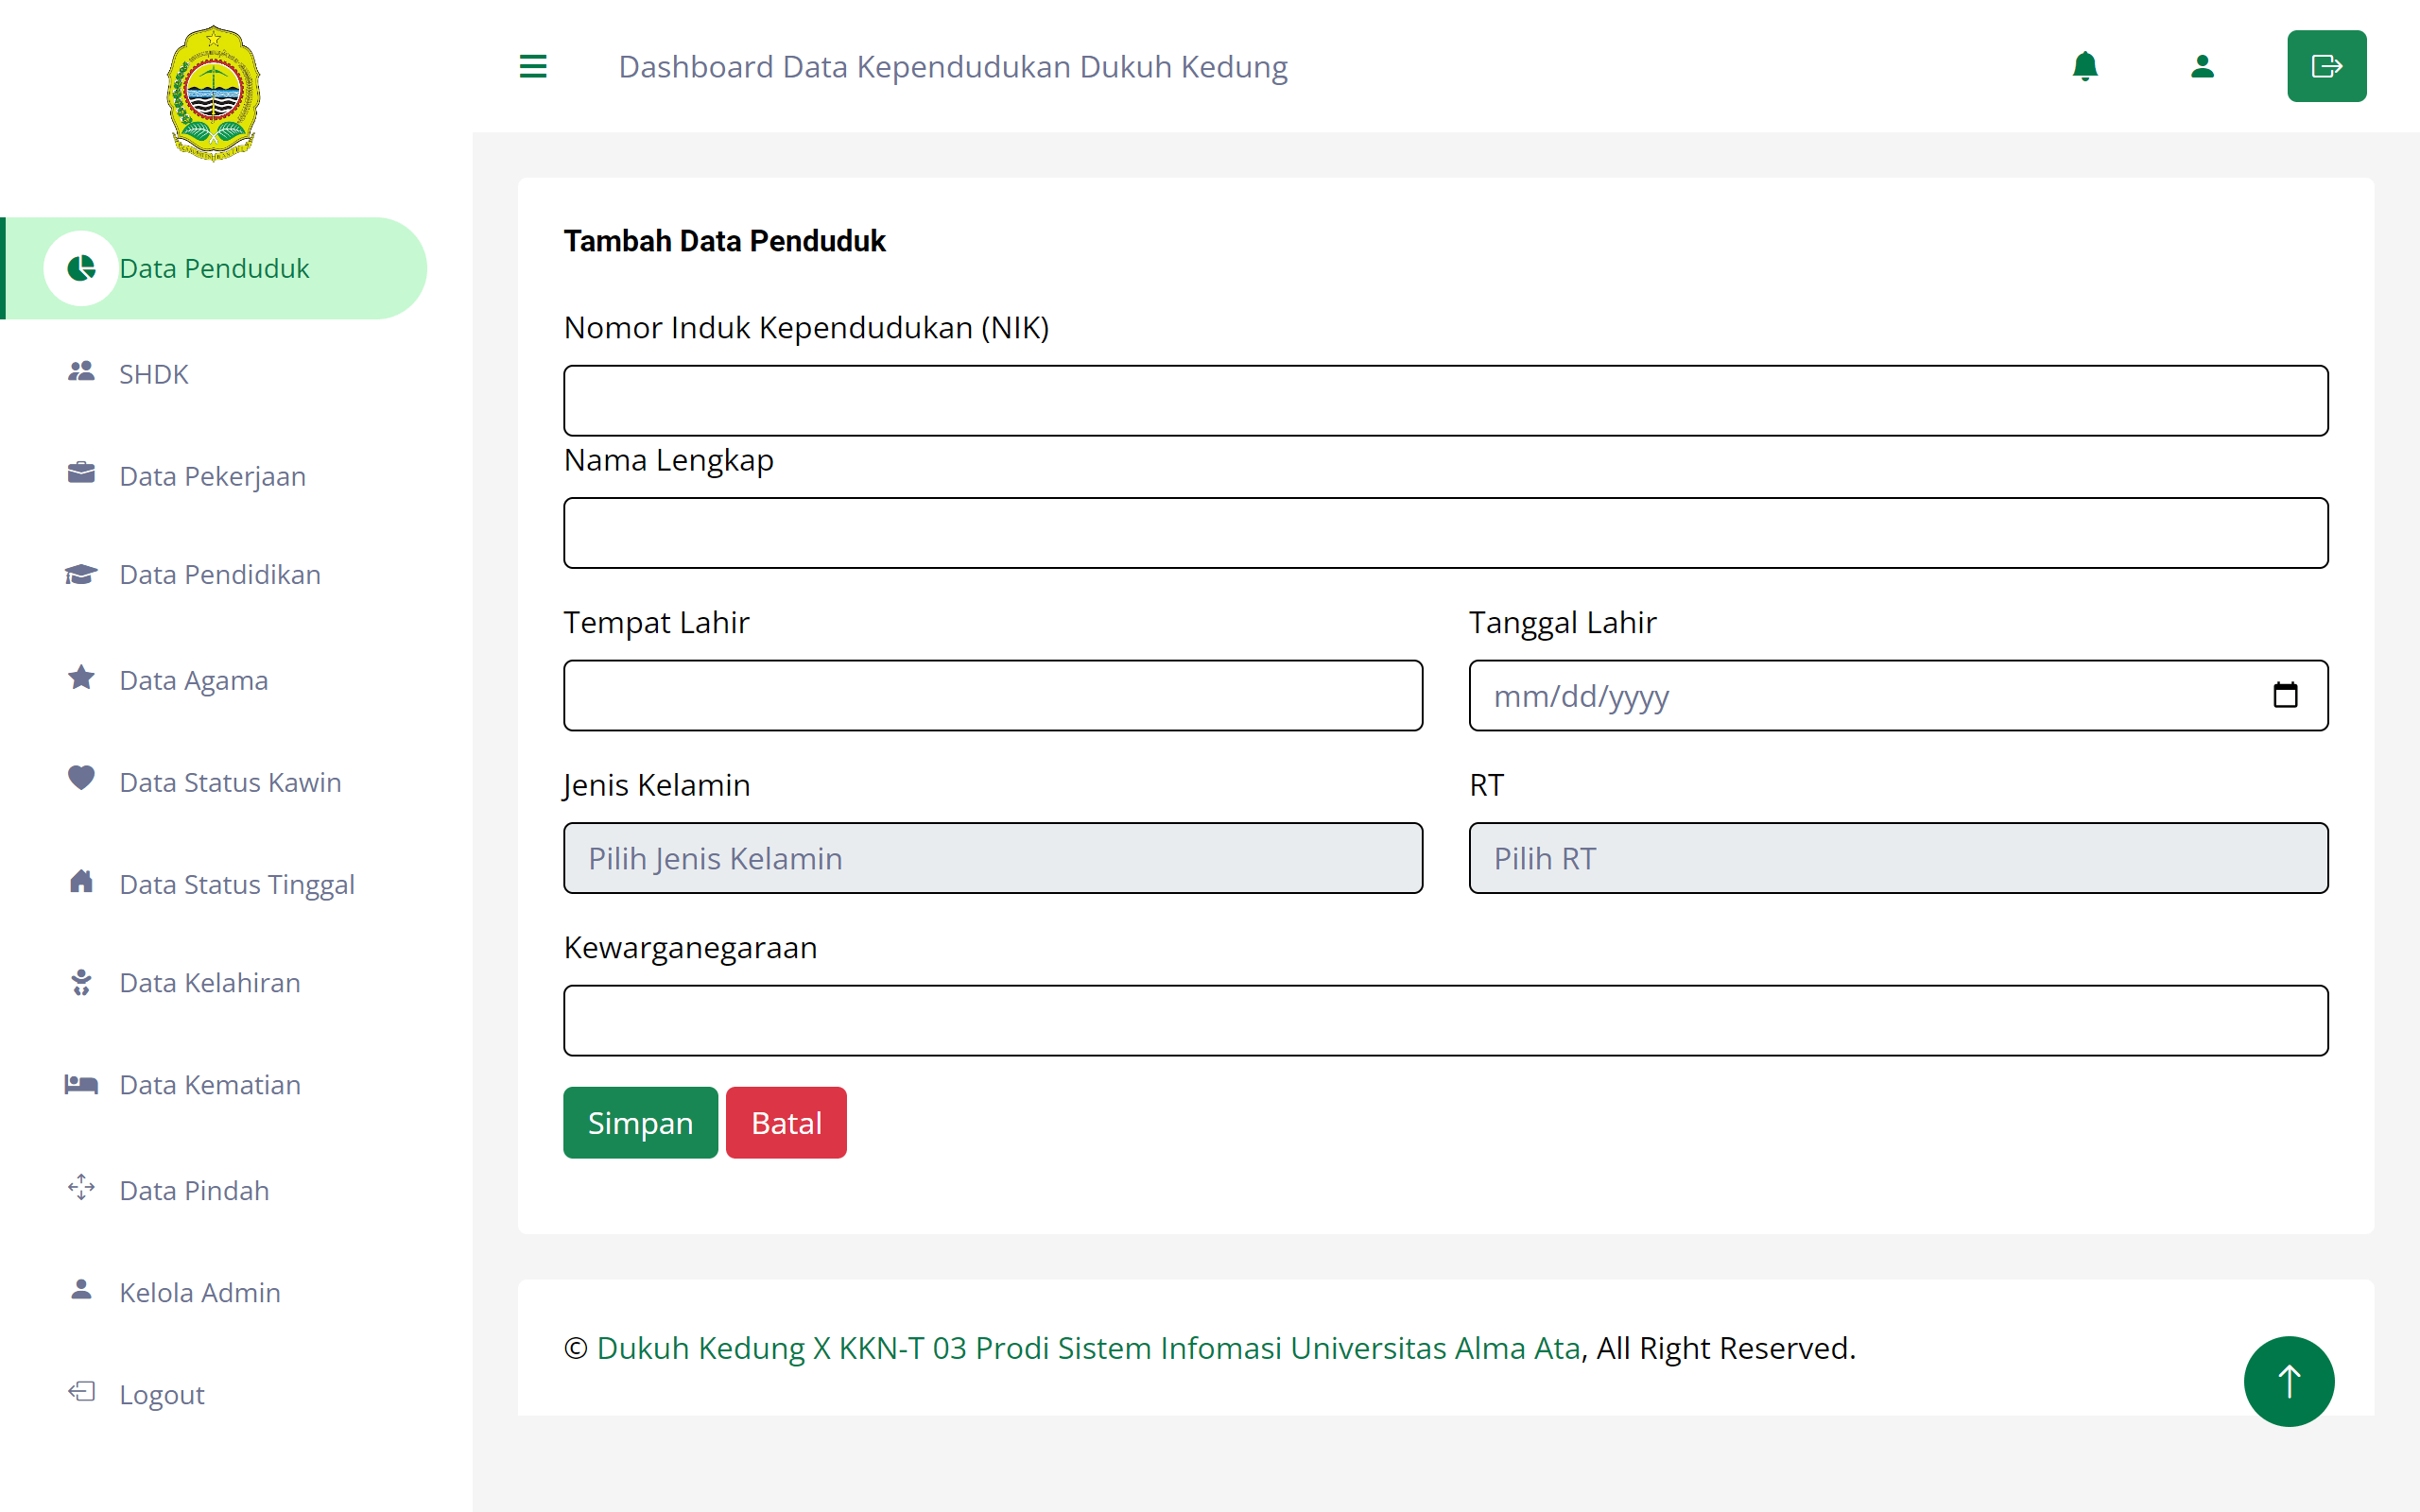 Dashboard Data Kependudukan Dukuh Kedung
Data Penduduk
SHDK
Data Pekerjaan
Data Pendidikan
Data Agama
Data Status Kawin
Data Status Tinggal
Data Kelahiran
Data Kematian
Data Pindah
Kelola Admin
Logout
Tambah Data Penduduk
Nomor Induk Kependudukan (NIK)
Nama Lengkap
Tempat Lahir
Tanggal Lahir
mm/dd/yyyy
Jenis Kelamin
RT
Pilih Jenis Kelamin
Pilih RT
Kewarganegaraan
Simpan
Batal
© Dukuh Kedung X KKN-T 03 Prodi Sistem Infomasi Universitas Alma Ata, All Right Reserved.